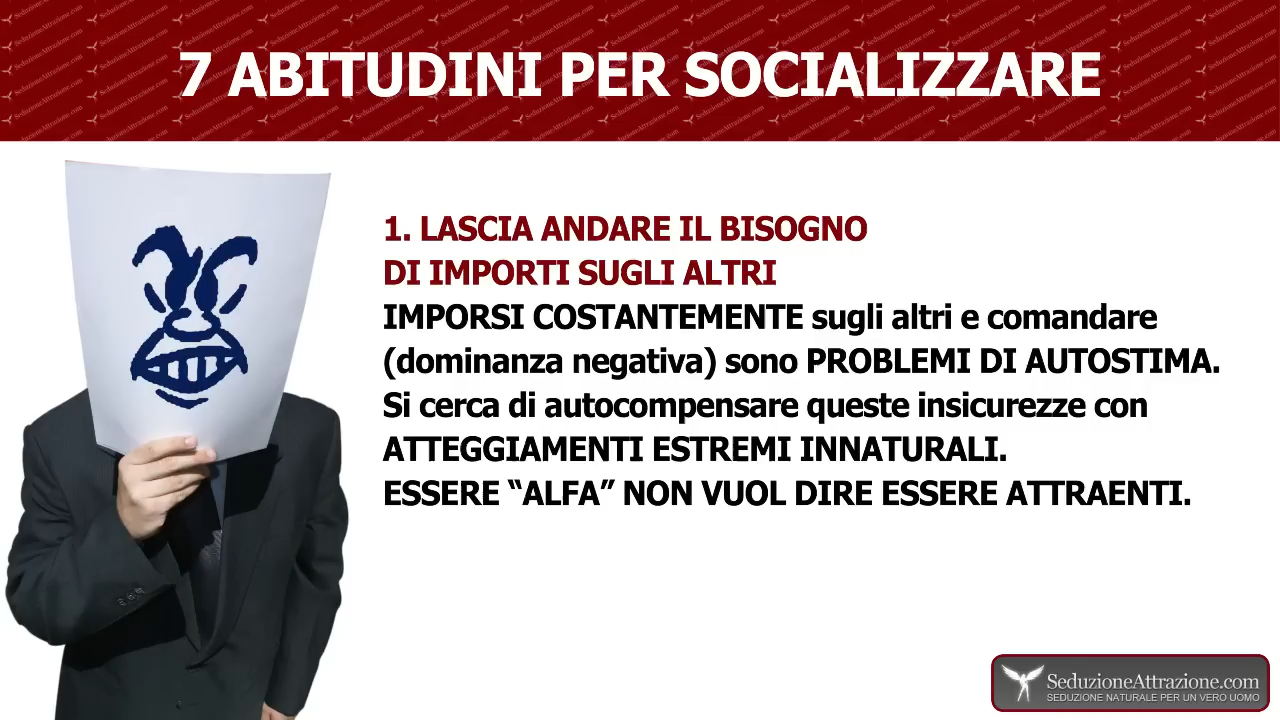 7 ABITUDINI PER SOCIALIZZARE
1. LASCIA ANDARE IL BISOGNO
DI IMPORTI SUGLI ALTRI
IMPORSI COSTANTEMENTE sugli altri e comandare
(dominanza negativa) sono PROBLEMI DI AUTOSTIMA.
Si cerca di autocompensare queste insicurezze con
ATTEGGIAMENTI ESTREMI INNATURALI.
ESSERE “ALFA” NON VUOL DIRE ESSERE ATTRAENTI.
SeduzioneAttrazione.com
SEDUZIONE NATURALE PER UN VERO UOMO